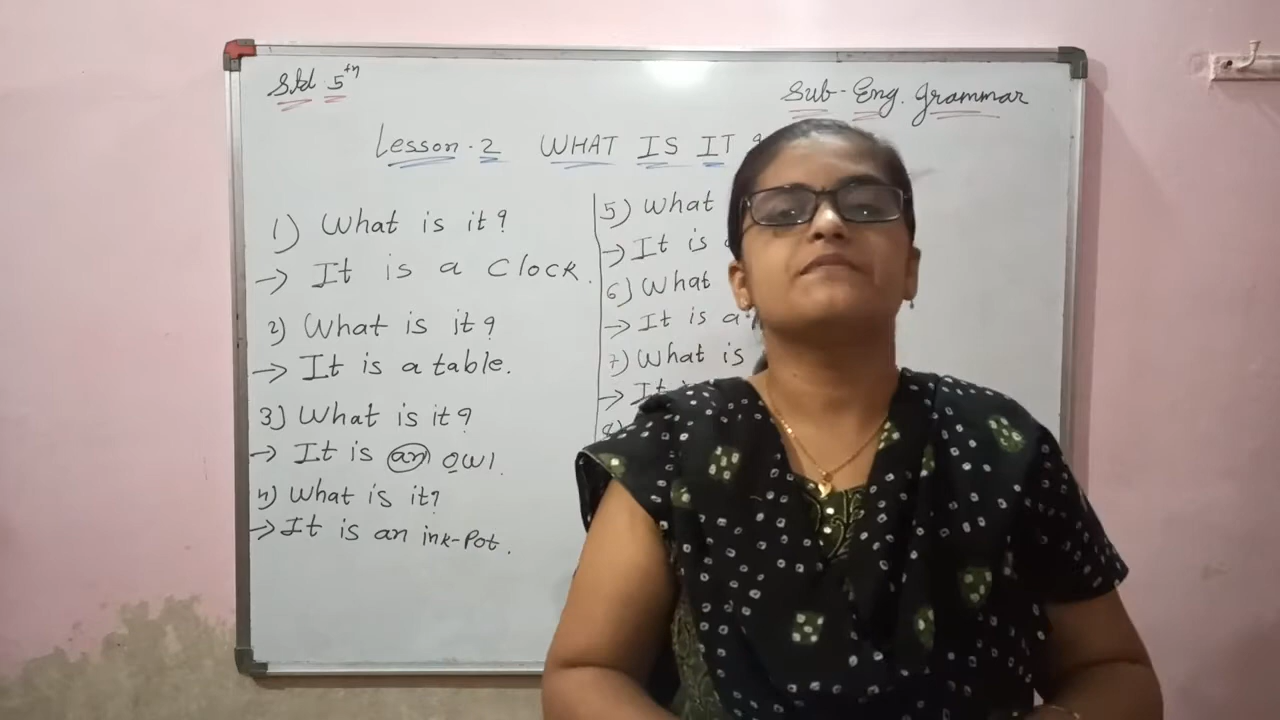 Std 5th
Sub - Eng. Grammar
Lesson. 2 WHAT IS IT ?
1) What is it?
→ It is a Clock.
2) What is it?
→ It is a table.
3) What is it?
→ It is an owl.
4) What is it?
→ It is an ink-Pot.
5) What
→ It is
6) What
→ It is a
7) What is
→ It
8)